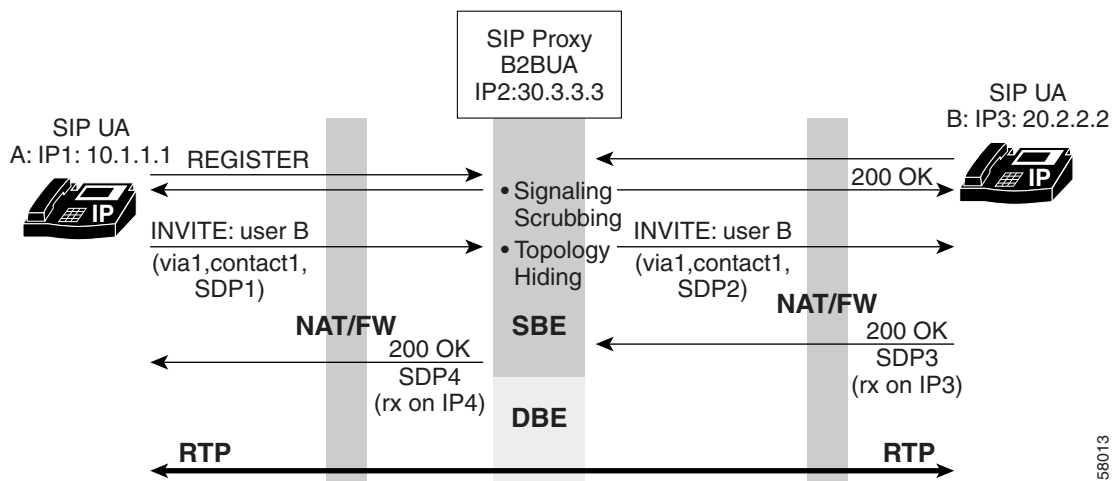 SIP Proxy
B2BUA
IP2:30.3.3.3
SIP UA
A: IP1: 10.1.1.1
SIP UA
B: IP3: 20.2.2.2
REGISTER
200 OK
IP
IP
• Signaling
Scrubbing
• Topology
Hiding
INVITE: user B
(via1,contact1,
SDP1)
INVITE: user B
(via1,contact1,
SDP2)
NAT/FW
NAT/FW
SBE
200 OK
SDP3
(rx on IP3)
200 OK
SDP4
(rx on IP4)
DBE
RTP
RTP
58013